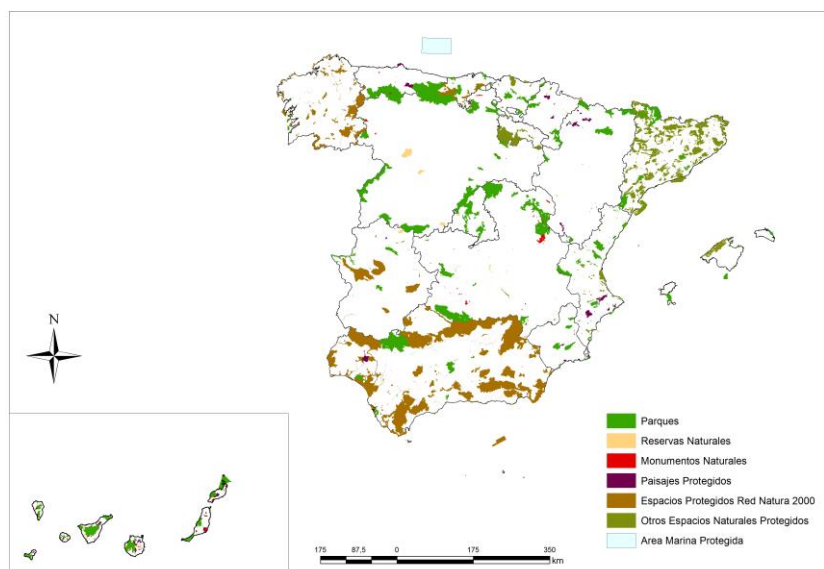 N
Parques
Reservas Naturales
Monumentos Naturales
Paisajes Protegidos
Espacios Protegidos Red Natura 2000
Otros Espacios Naturales Protegidos
Area Marina Protegida
175 87,5 0 175 350
km